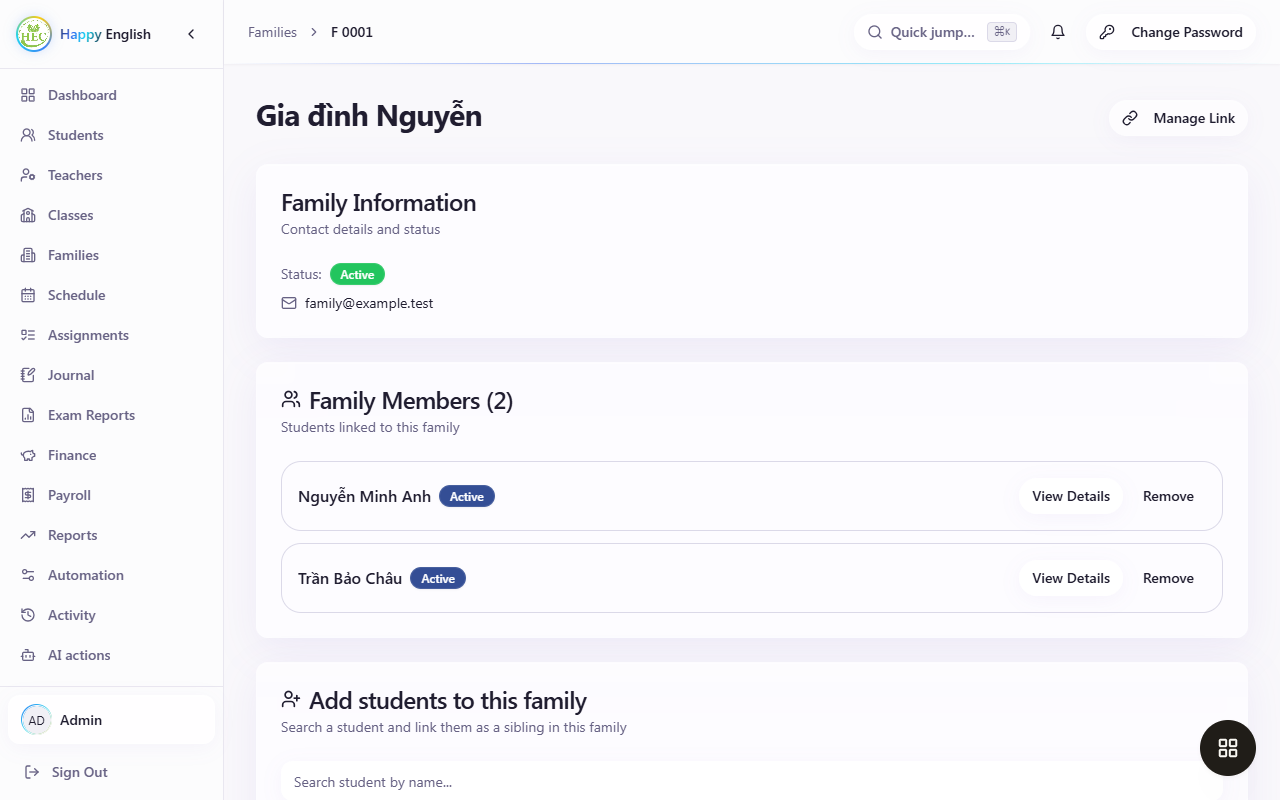 HEC
Happy English
Families
F 0001
Quick jump...
⌘K
Change Password
Dashboard
Students
Teachers
Classes
Families
Schedule
Assignments
Journal
Exam Reports
Finance
Payroll
Reports
Automation
Activity
AI actions
AD
Admin
Sign Out
Gia đình Nguyễn
Manage Link
Family Information
Contact details and status
Status: Active
family@example.test
Family Members (2)
Students linked to this family
Nguyễn Minh Anh Active
View Details Remove
Trần Bảo Châu Active
View Details Remove
Add students to this family
Search a student and link them as a sibling in this family
Search student by name...